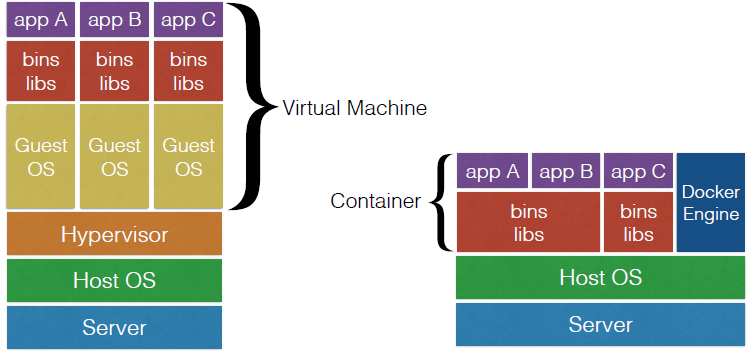 app A app B app C
bins bins bins
libs libs libs
Guest Guest Guest
OS OS OS
Hypervisor
Host OS
Server
Virtual Machine
Container
app A app B app C
bins bins
libs libs
Docker
Engine
Host OS
Server